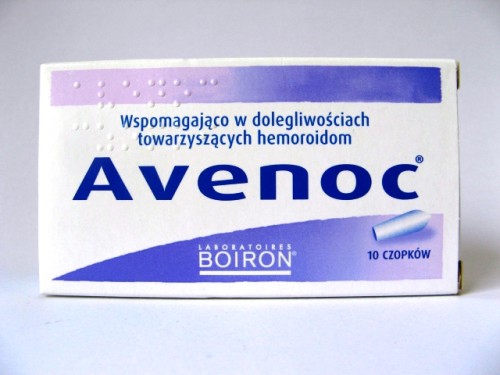 Wspomagająco w dolegliwościach
towarzyszących hemoroidom
Avenoc®
LABORATOIRES
BOIRON®
10 CZOPKÓW